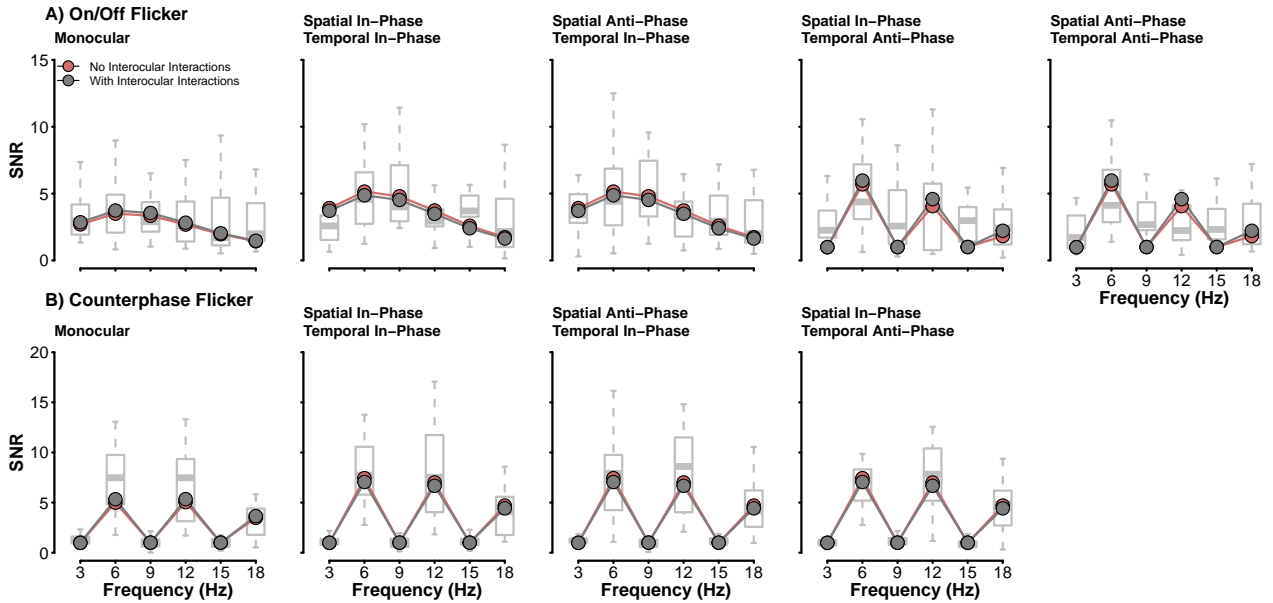 A) On/Off Flicker
Monocular
Spatial In−Phase
Temporal In−Phase
Spatial Anti−Phase
Temporal In−Phase
Spatial In−Phase
Temporal Anti−Phase
Spatial Anti−Phase
Temporal Anti−Phase
No Interocular Interactions
With Interocular Interactions
15
10
5
0
SNR
3 6 9 12 15 18
Frequency (Hz)
B) Counterphase Flicker
Monocular
Spatial In−Phase
Temporal In−Phase
Spatial Anti−Phase
Temporal In−Phase
Spatial In−Phase
Temporal Anti−Phase
20
15
10
5
0
SNR
3 6 9 12 15 18
Frequency (Hz)
3 6 9 12 15 18
Frequency (Hz)
3 6 9 12 15 18
Frequency (Hz)
3 6 9 12 15 18
Frequency (Hz)